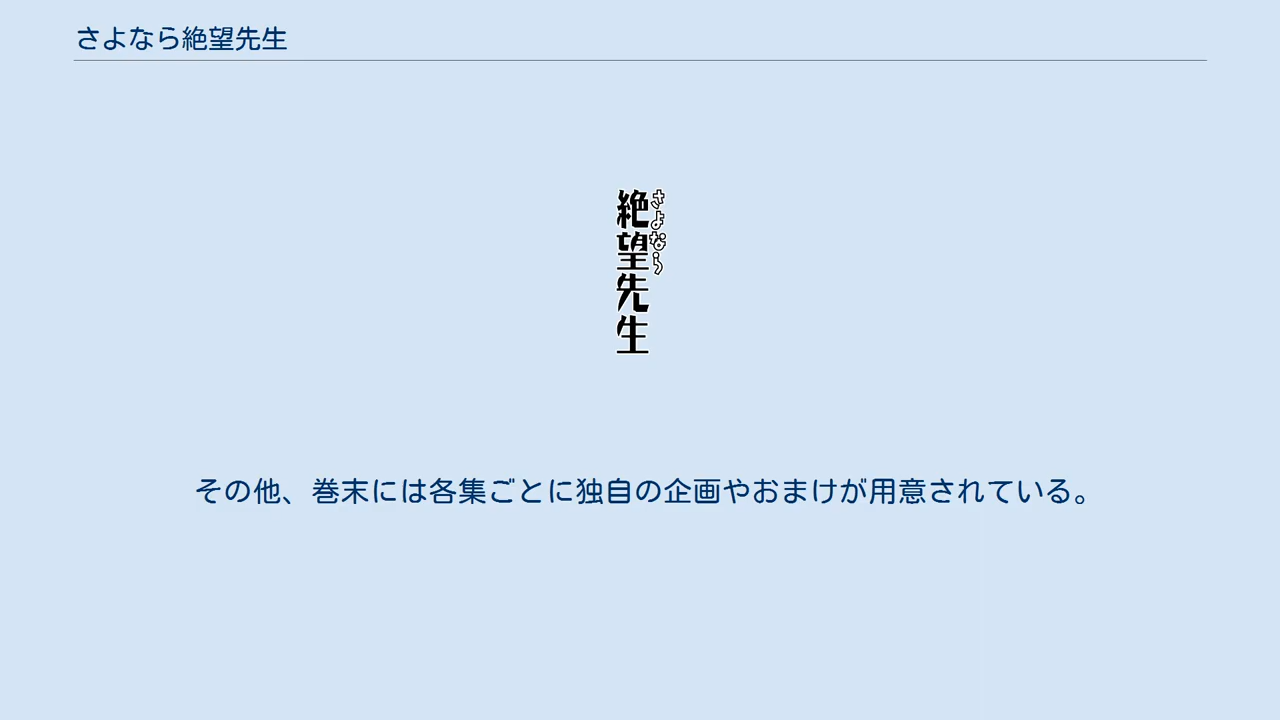 さよなら絶望先生
さよなら
絶望先生
その他、巻末には各集ごとに独自の企画やおまけが用意されている。